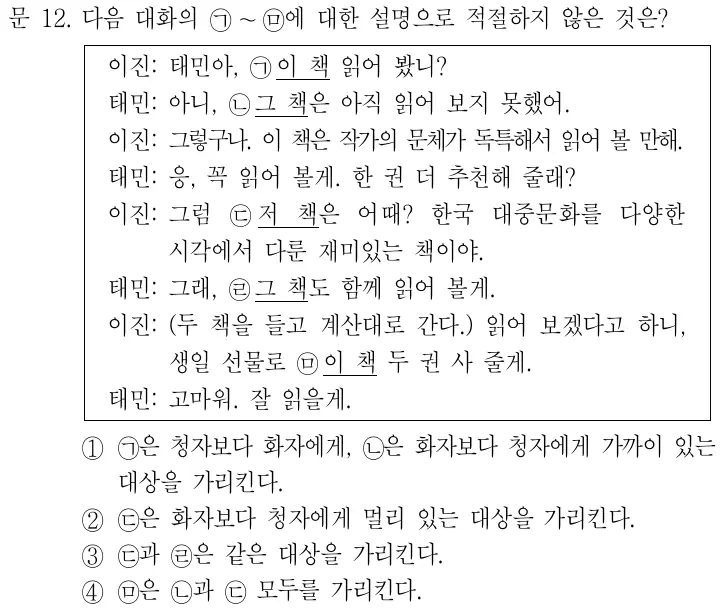 문 12. 다음 대화의 ㉠～㉤에 대한 설명으로 적절하지 않은 것은?
이진: 태민아, ㉠이 책 읽어 봤니?
태민: 아니, ㉡그 책은 아직 읽어 보지 못했어.
이진: 그렇구나. 이 책은 작가의 문체가 독특해서 읽어 볼 만해.
태민: 응, 꼭 읽어 볼게. 한 권 더 추천해 줄래?
이진: 그럼 ㉢저 책은 어때? 한국 대중문화를 다양한
시각에서 다룬 재미있는 책이야.
태민: 그래, ㉣그 책도 함께 읽어 볼게.
이진: (두 책을 들고 계산대로 간다.) 읽어 보겠다고 하니,
생일 선물로 ㉤이 책 두 권 사 줄게.
태민: 고마워. 잘 읽을게.
① ㉠은 청자보다 화자에게, ㉡은 화자보다 청자에게 가까이 있는
대상을 가리킨다.
② ㉢은 화자보다 청자에게 멀리 있는 대상을 가리킨다.
③ ㉢과 ㉣은 같은 대상을 가리킨다.
④ ㉤은 ㉡과 ㉢ 모두를 가리킨다.